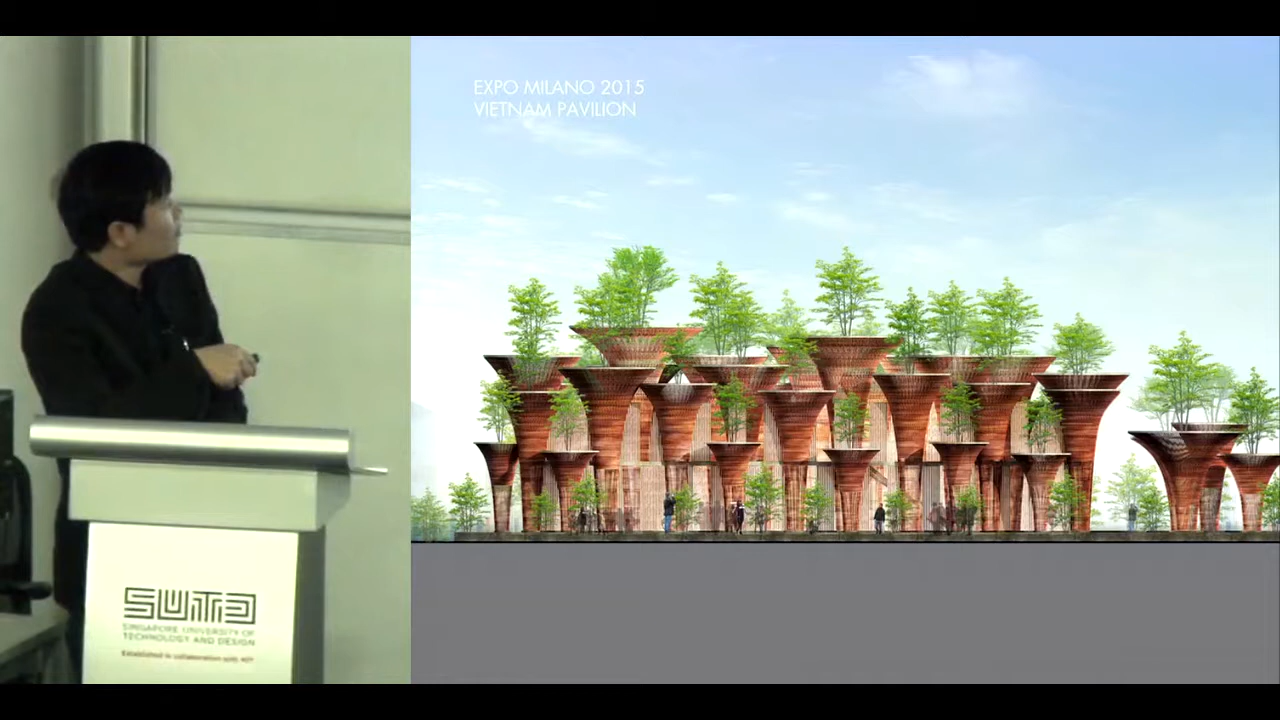 EXPO MILANO 2015
VIETNAM PAVILION
SUTD
SINGAPORE UNIVERSITY OF
TECHNOLOGY AND DESIGN
Established in collaboration with MIT